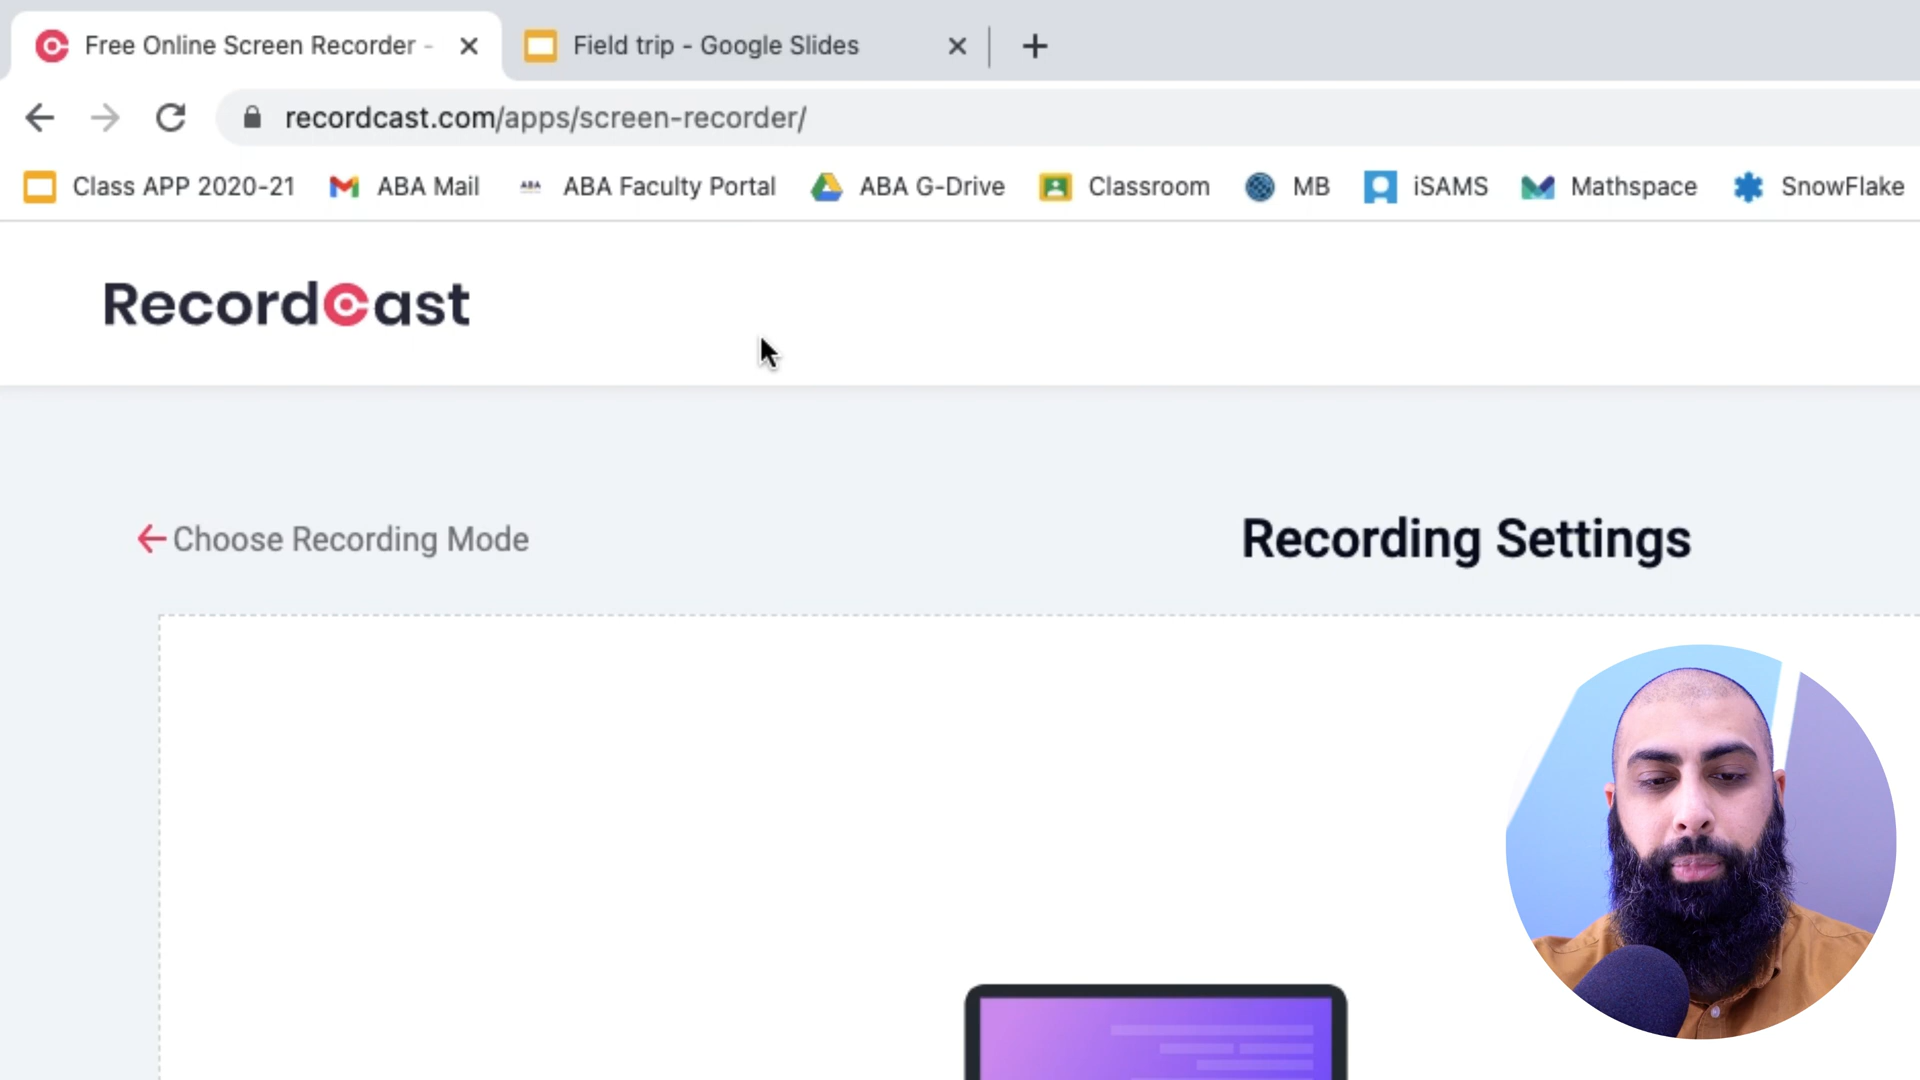 Free Online Screen Recorder -
Field trip - Google Slides
recordcast.com/apps/screen-recorder/
Class APP 2020-21 ABA Mail ABA ABA Faculty Portal ABA G-Drive Classroom MB iSAMS Mathspace SnowFlake
RecordCast
Choose Recording Mode Recording Settings